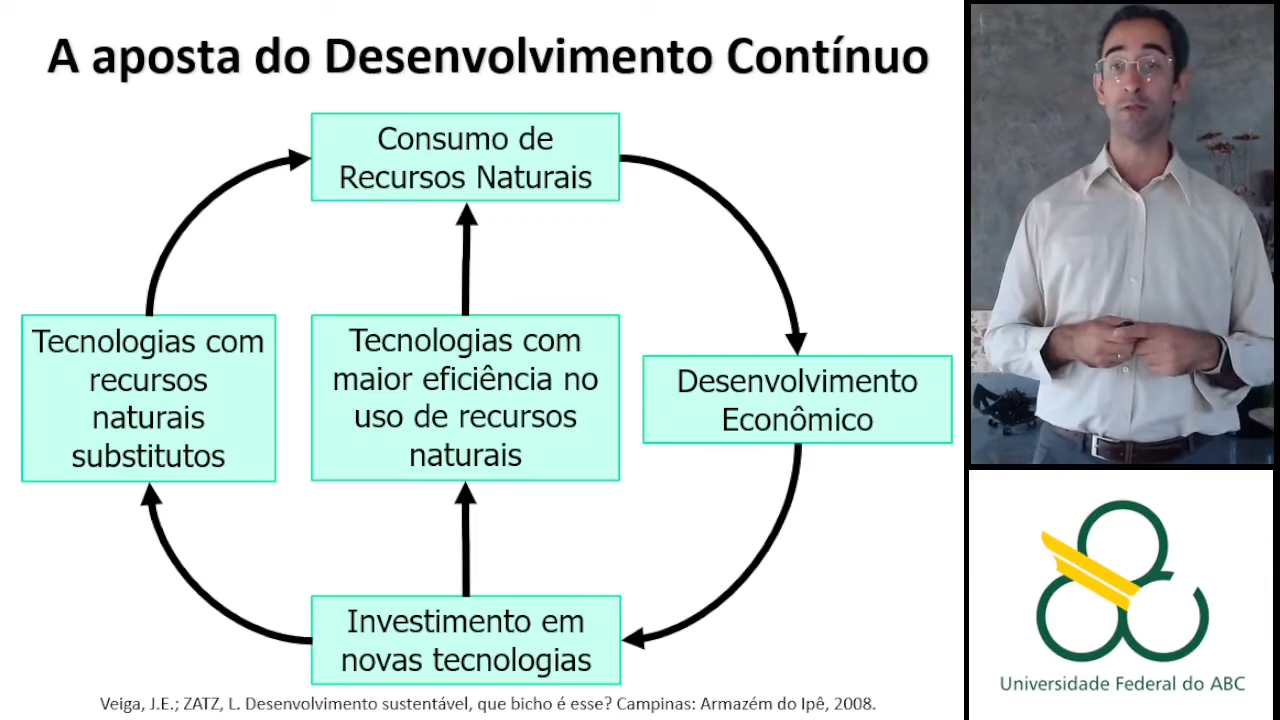 A aposta do Desenvolvimento Contínuo
Consumo de
Recursos Naturais
Tecnologias com
recursos
naturais
substitutos
Tecnologias com
maior eficiência no
uso de recursos
naturais
Desenvolvimento
Econômico
Investimento em
novas tecnologias
Veiga, J.E.; ZATZ, L. Desenvolvimento sustentável, que bicho é esse? Campinas: Armazém do Ipê, 2008.
Universidade Federal do ABC